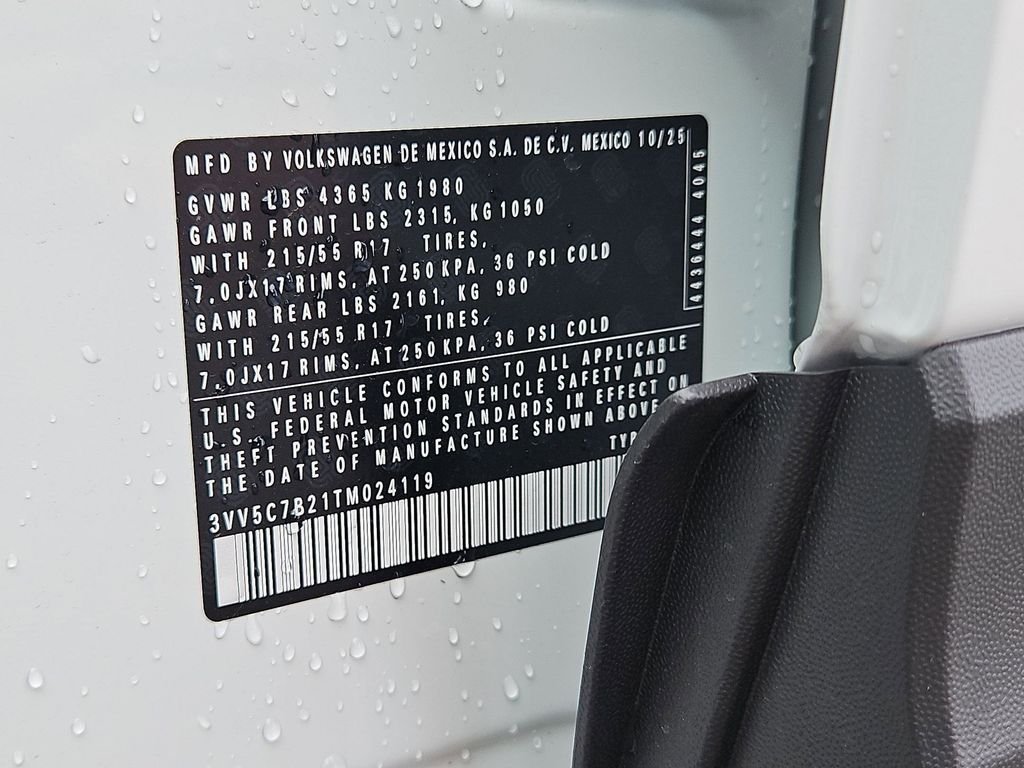 MFD BY VOLKSWAGEN DE MEXICO S.A. DE C.V. MEXICO 10/25
GVWR LBS 4365 KG 1980
GAWR FRONT LBS 2315, KG 1050
WITH 215/55 R17 TIRES,
7.0JX17 RIMS, AT 250 KPA, 36 PSI COLD
GAWR REAR LBS 2161, KG 980
WITH 215/55 R17 TIRES,
7.0JX17 RIMS, AT 250 KPA, 36 PSI COLD
THIS VEHICLE CONFORMS TO ALL APPLICABLE
U.S. FEDERAL MOTOR VEHICLE SAFETY AND
THEFT PREVENTION STANDARDS IN EFFECT ON
THE DATE OF MANUFACTURE SHOWN ABOVE.
3VV5C7B21TM024119
4A36444 4045